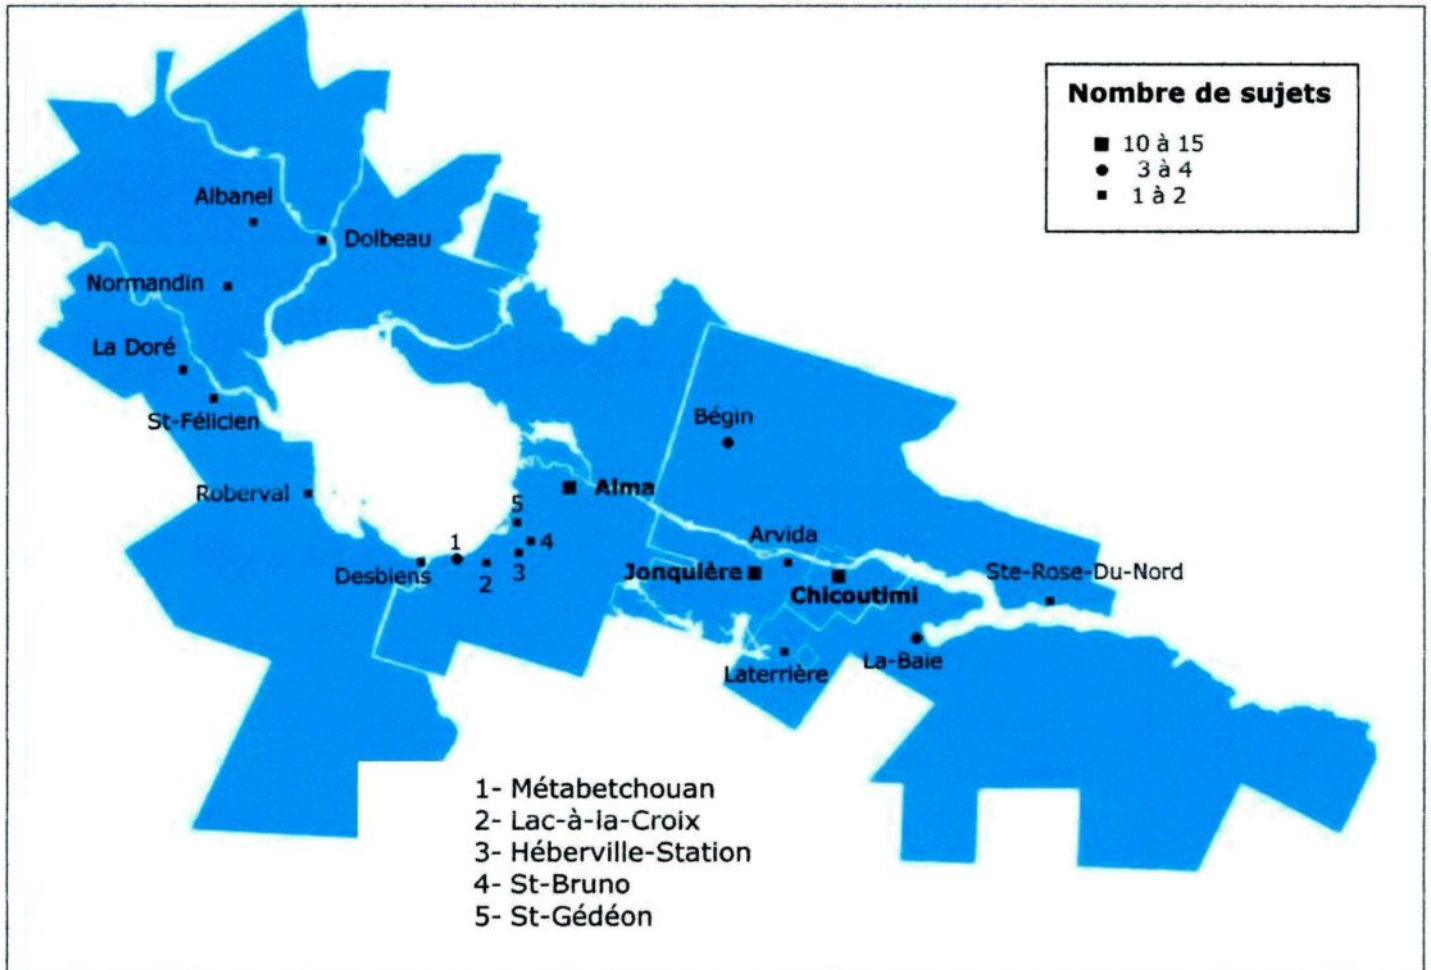 Nombre de sujets
10 à 15
3 à 4
1 à 2
Albanel
Dolbeau
Normandin
La Doré
St-Félicien
Bégin
Roberval
Alma
5
4
1
3
2
Desbiens
Arvida
Jonquière
Chicoutimi
Ste-Rose-Du-Nord
Laterrière
La-Baie
1- Métabetchouan
2- Lac-à-la-Croix
3- Héberville-Station
4- St-Bruno
5- St-Gédéon